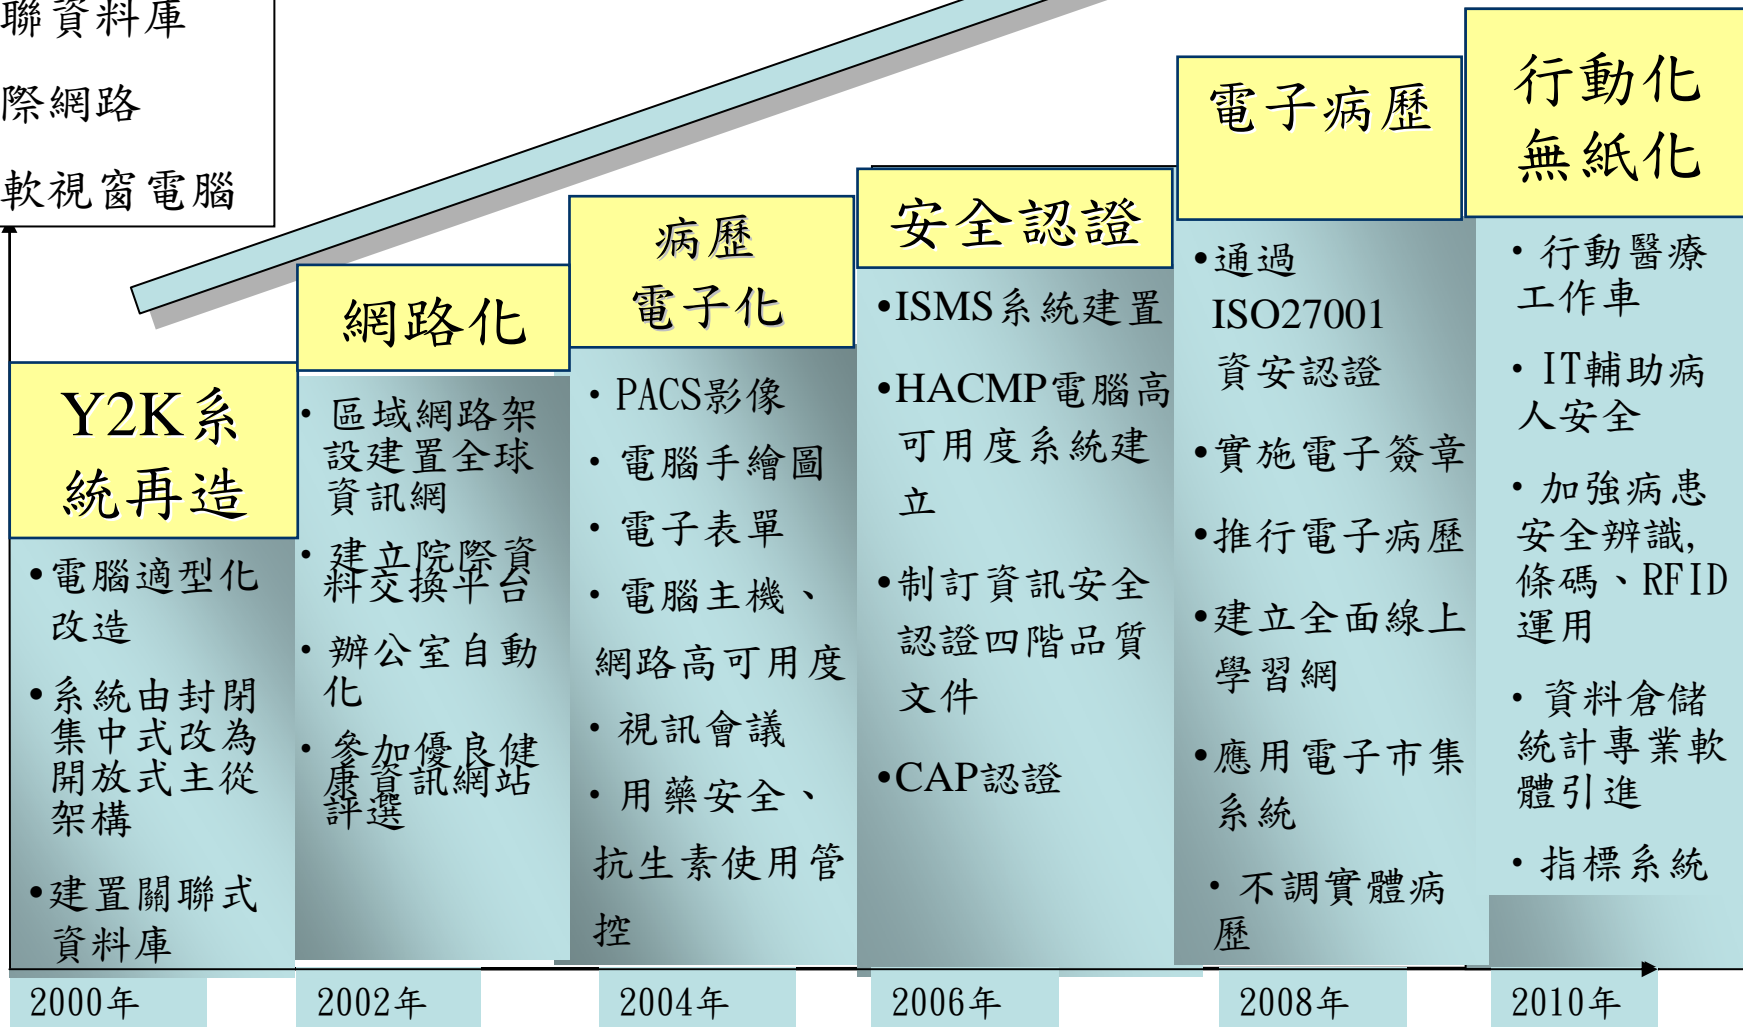 聯資料庫
際網路
軟視窗電腦
Y2K系
統再造
•電腦適型化
改造
•系統由封閉
集中式改為
開放式主從
架構
•建置關聯式
資料庫
2000年
網路化
• 區域網路架
設建置全球
資訊網
• 建立院際資
料交換平台
• 辦公室自動
化
• 參加優良健
康資訊網站
評選
2002年
病歷
電子化
• PACS影像
• 電腦手繪圖
• 電子表單
• 電腦主機、
網路高可用度
• 視訊會議
• 用藥安全、
抗生素使用管
控
2004年
安全認證
•ISMS系統建置
•HACMP電腦高
可用度系統建
立
•制訂資訊安全
認證四階品質
文件
•CAP認證
2006年
電子病歷
•通過
ISO27001
資安認證
•實施電子簽章
•推行電子病歷
•建立全面線上
學習網
•應用電子市集
系統
• 不調實體病
歷
2008年
行動化
無紙化
• 行動醫療
工作車
• IT輔助病
人安全
• 加強病患
安全辨識,
條碼、RFID
運用
• 資料倉儲
統計專業軟
體引進
• 指標系統
2010年